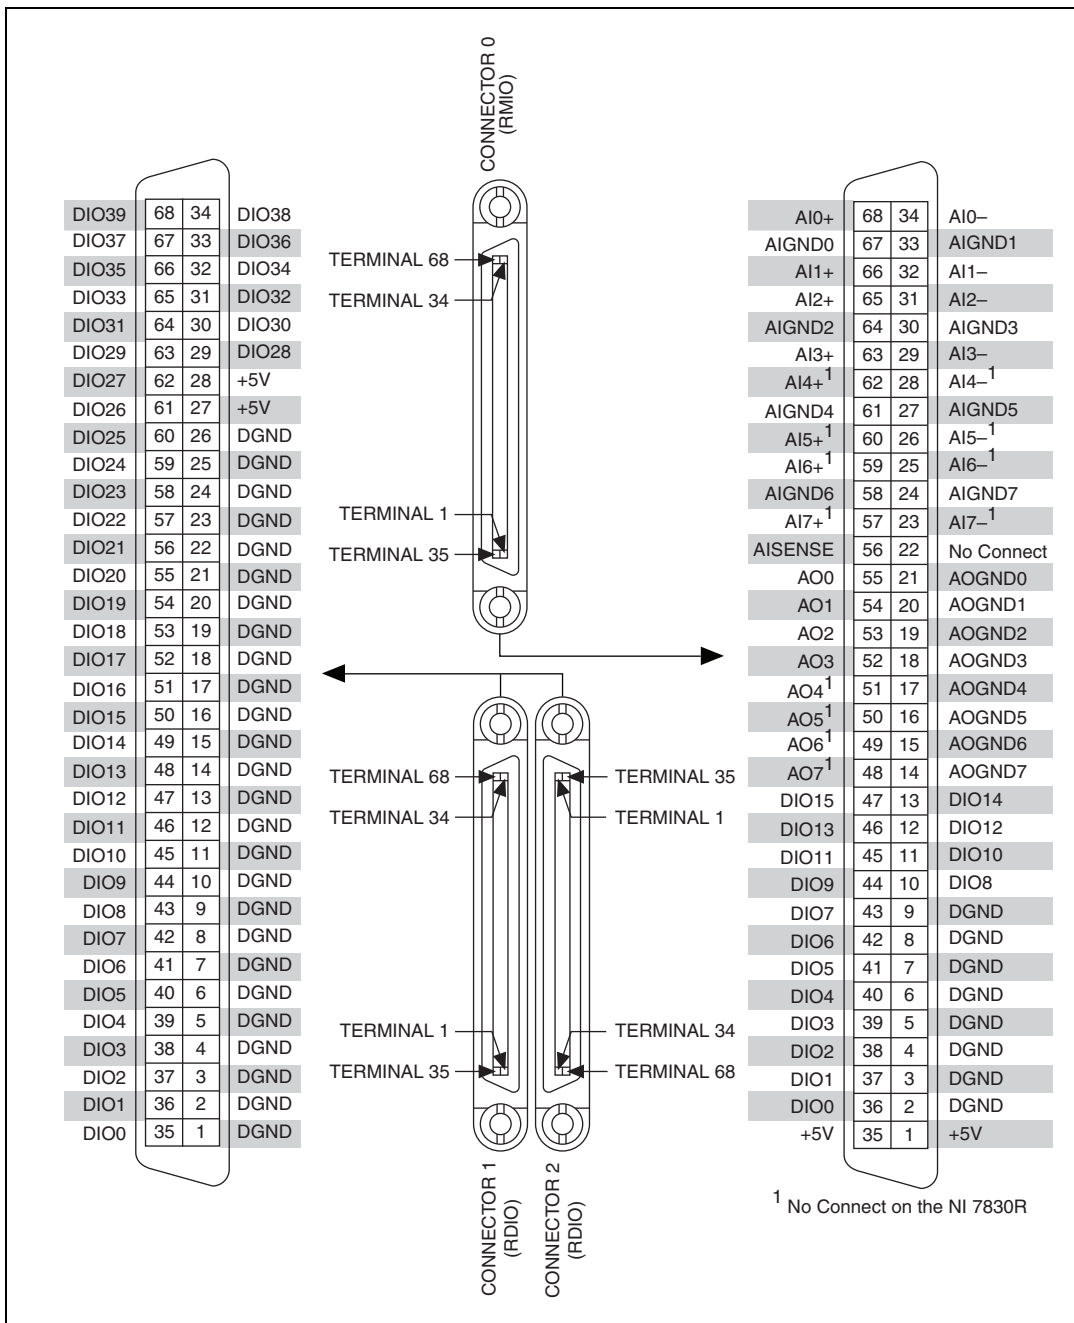 CONNECTOR 0
(RMIO)
DIO39 68 34 DIO38
DIO37 67 33 DIO36
DIO35 66 32 DIO34
DIO33 65 31 DIO32
DIO31 64 30 DIO30
DIO29 63 29 DIO28
DIO27 62 28 +5V
DIO26 61 27 +5V
DIO25 60 26 DGND
DIO24 59 25 DGND
DIO23 58 24 DGND
DIO22 57 23 DGND
DIO21 56 22 DGND
DIO20 55 21 DGND
DIO19 54 20 DGND
DIO18 53 19 DGND
DIO17 52 18 DGND
DIO16 51 17 DGND
DIO15 50 16 DGND
DIO14 49 15 DGND
DIO13 48 14 DGND
DIO12 47 13 DGND
DIO11 46 12 DGND
DIO10 45 11 DGND
DIO9 44 10 DGND
DIO8 43 9 DGND
DIO7 42 8 DGND
DIO6 41 7 DGND
DIO5 40 6 DGND
DIO4 39 5 DGND
DIO3 38 4 DGND
DIO2 37 3 DGND
DIO1 36 2 DGND
DIO0 35 1 DGND
TERMINAL 68
TERMINAL 34
TERMINAL 1
TERMINAL 35
TERMINAL 68
TERMINAL 34
TERMINAL 35
TERMINAL 1
TERMINAL 1
TERMINAL 35
TERMINAL 34
TERMINAL 68
CONNECTOR 1
(RDIO)
CONNECTOR 2
(RDIO)
AI0+ 68 34 AI0–
AIGND0 67 33 AIGND1
AI1+ 66 32 AI1–
AI2+ 65 31 AI2–
AIGND2 64 30 AIGND3
AI3+ 63 29 AI3–
AI4+¹ 62 28 AI4–¹
AIGND4 61 27 AIGND5
AI5+¹ 60 26 AI5–¹
AI6+¹ 59 25 AI6–¹
AIGND6 58 24 AIGND7
AI7+¹ 57 23 AI7–¹
AISENSE 56 22 No Connect
AO0 55 21 AOGND0
AO1 54 20 AOGND1
AO2 53 19 AOGND2
AO3 52 18 AOGND3
AO4¹ 51 17 AOGND4
AO5¹ 50 16 AOGND5
AO6¹ 49 15 AOGND6
AO7¹ 48 14 AOGND7
DIO15 47 13 DIO14
DIO13 46 12 DIO12
DIO11 45 11 DIO10
DIO9 44 10 DIO8
DIO7 43 9 DGND
DIO6 42 8 DGND
DIO5 41 7 DGND
DIO4 40 6 DGND
DIO3 39 5 DGND
DIO2 38 4 DGND
DIO1 37 3 DGND
DIO0 36 2 DGND
+5V 35 1 +5V
¹ No Connect on the NI 7830R